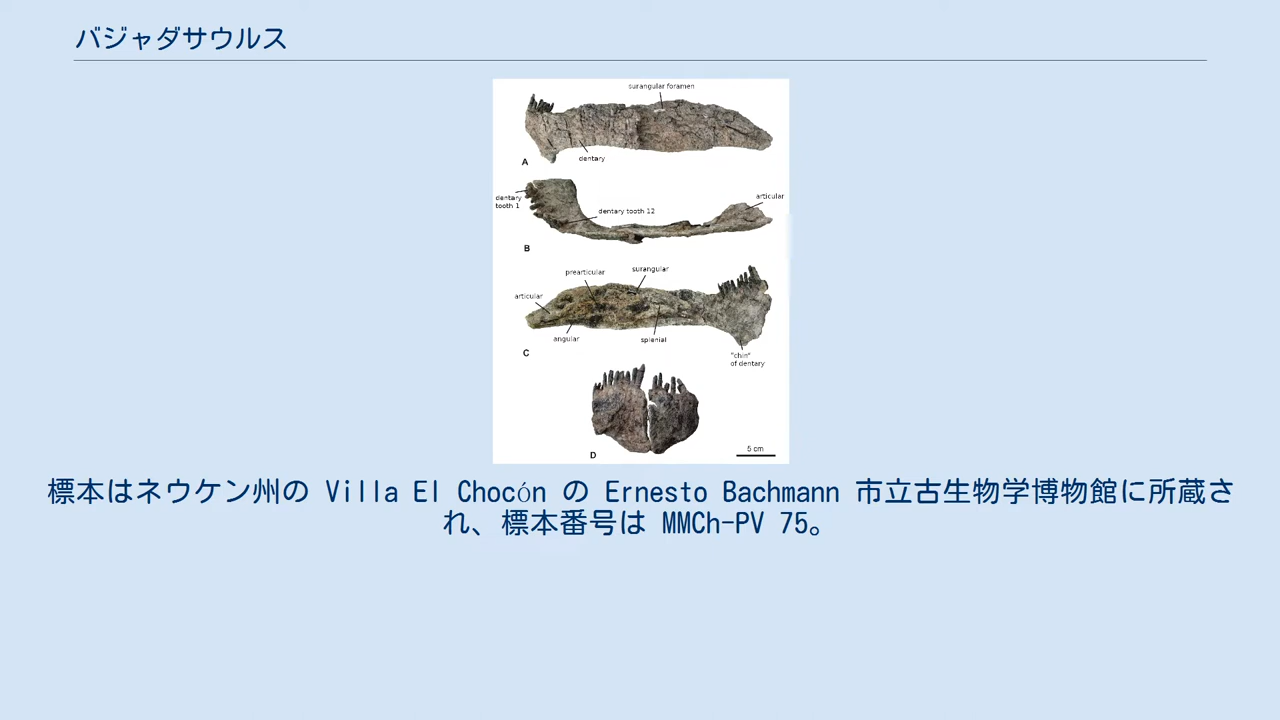 バジャダサウルス
surangular foramen
dentary
A
dentary
tooth 1
dentary tooth 12
articular
B
prearticular
surangular
articular
angular
splenial
C
"chin"
of dentary
5 cm
D
標本はネウケン州の Villa El Chocón の Ernesto Bachmann 市立古生物学博物館に所蔵さ
れ、標本番号は MMCh-PV 75。